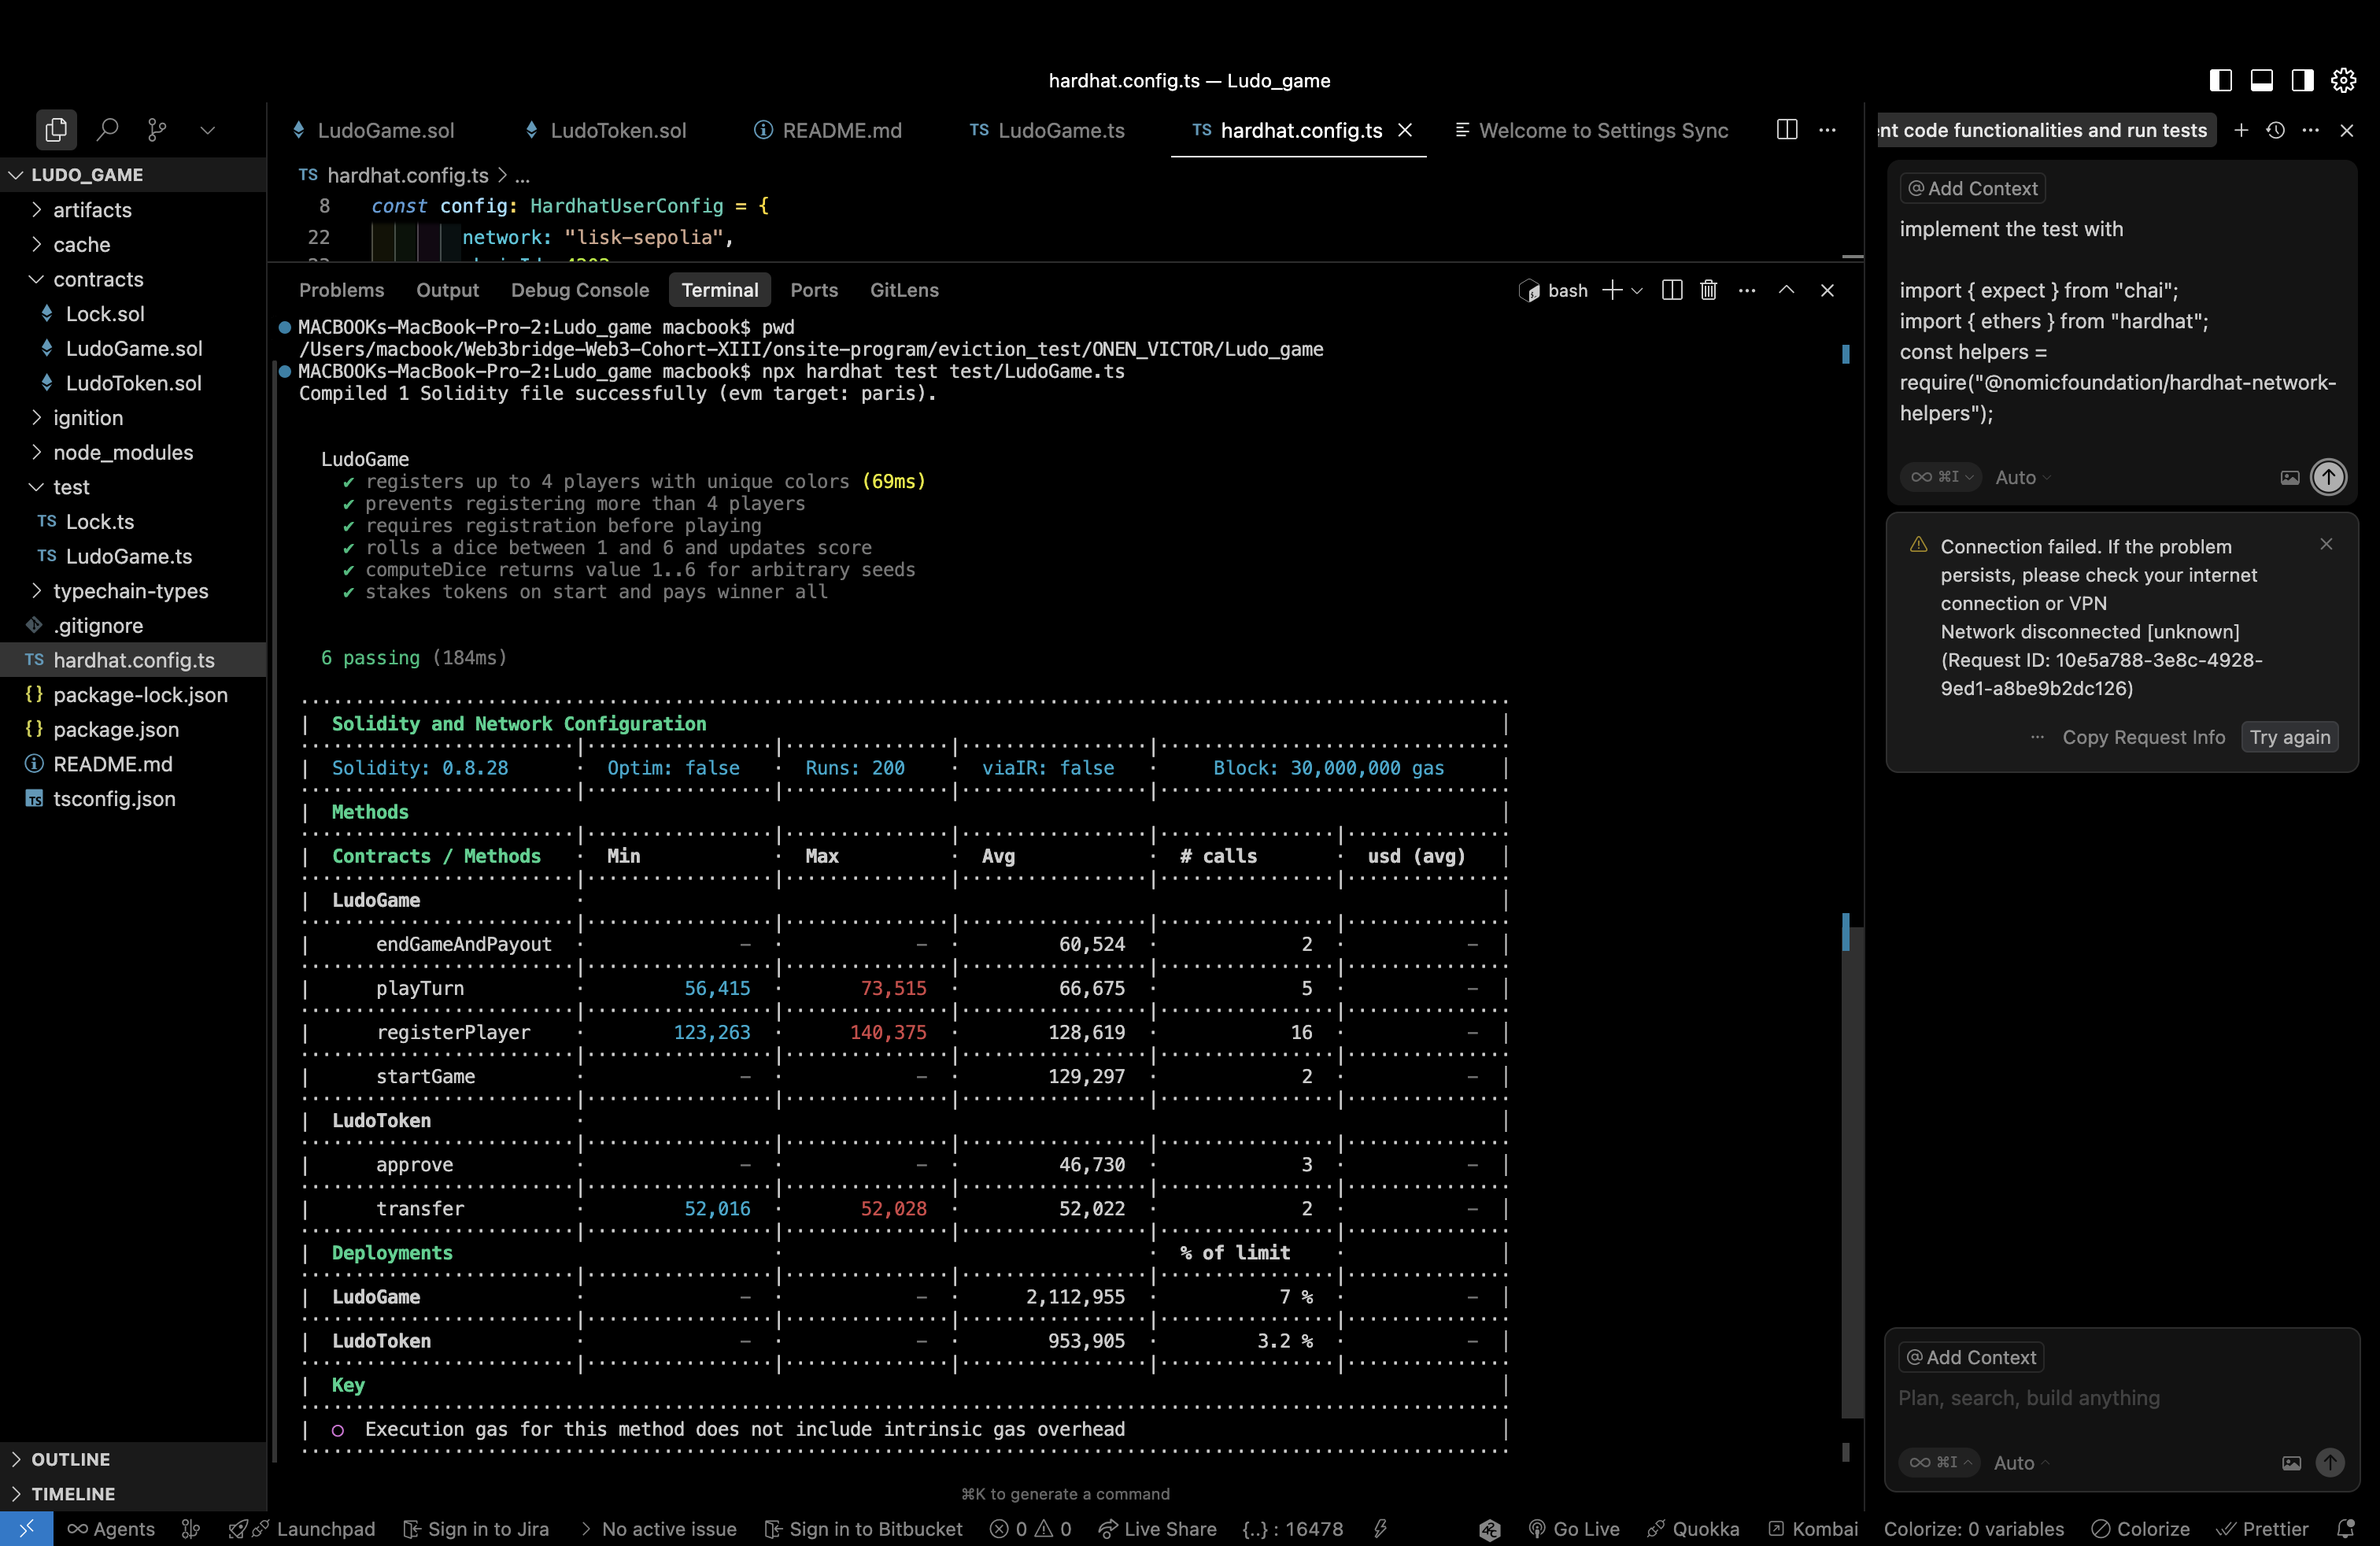 hardhat.config.ts — Ludo_game
LudoGame.sol
LudoToken.sol
README.md
TS LudoGame.ts
TS hardhat.config.ts
Welcome to Settings Sync
LUDO_GAME
artifacts
cache
contracts
Lock.sol
LudoGame.sol
LudoToken.sol
ignition
node_modules
test
TS Lock.ts
TS LudoGame.ts
typechain-types
.gitignore
TS hardhat.config.ts
{} package-lock.json
{} package.json
README.md
TS tsconfig.json
OUTLINE
TIMELINE
TS hardhat.config.ts > ...
8 const config: HardhatUserConfig = {
22 network: "lisk-sepolia",
Problems Output Debug Console Terminal Ports GitLens
bash
MACBOOKs-MacBook-Pro-2:Ludo_game macbook$ pwd
/Users/macbook/Web3bridge-Web3-Cohort-XIII/onsite-program/eviction_test/ONEN_VICTOR/Ludo_game
MACBOOKs-MacBook-Pro-2:Ludo_game macbook$ npx hardhat test test/LudoGame.ts
Compiled 1 Solidity file successfully (evm target: paris).
LudoGame
✔ registers up to 4 players with unique colors (69ms)
✔ prevents registering more than 4 players
✔ requires registration before playing
✔ rolls a dice between 1 and 6 and updates score
✔ computeDice returns value 1..6 for arbitrary seeds
✔ stakes tokens on start and pays winner all
6 passing (184ms)
| Solidity and Network Configuration |
| Solidity: 0.8.28 · Optim: false · Runs: 200 · viaIR: false · Block: 30,000,000 gas |
| Methods |
| Contracts / Methods · Min · Max · Avg · # calls · usd (avg) |
| LudoGame · |
| endGameAndPayout · - · - · 60,524 · 2 · - |
| playTurn · 56,415 · 73,515 · 66,675 · 5 · - |
| registerPlayer · 123,263 · 140,375 · 128,619 · 16 · - |
| startGame · - · - · 129,297 · 2 · - |
| LudoToken · |
| approve · - · - · 46,730 · 3 · - |
| transfer · 52,016 · 52,028 · 52,022 · 2 · - |
| Deployments · · % of limit · |
| LudoGame · - · - · 2,112,955 · 7 % · - |
| LudoToken · - · - · 953,905 · 3.2 % · - |
| Key |
| ○ Execution gas for this method does not include intrinsic gas overhead |
⌘K to generate a command
nt code functionalities and run tests
@ Add Context
implement the test with
import { expect } from "chai";
import { ethers } from "hardhat";
const helpers =
require("@nomicfoundation/hardhat-network-
helpers");
∞ ⌘I Auto
Connection failed. If the problem
persists, please check your internet
connection or VPN
Network disconnected [unknown]
(Request ID: 10e5a788-3e8c-4928-
9ed1-a8be9b2dc126)
Copy Request Info Try again
@ Add Context
Plan, search, build anything
∞ ⌘I Auto
Agents Launchpad Sign in to Jira No active issue Sign in to Bitbucket 0 0 Live Share {..} : 16478 Go Live Quokka Kombai Colorize: 0 variables Colorize Prettier